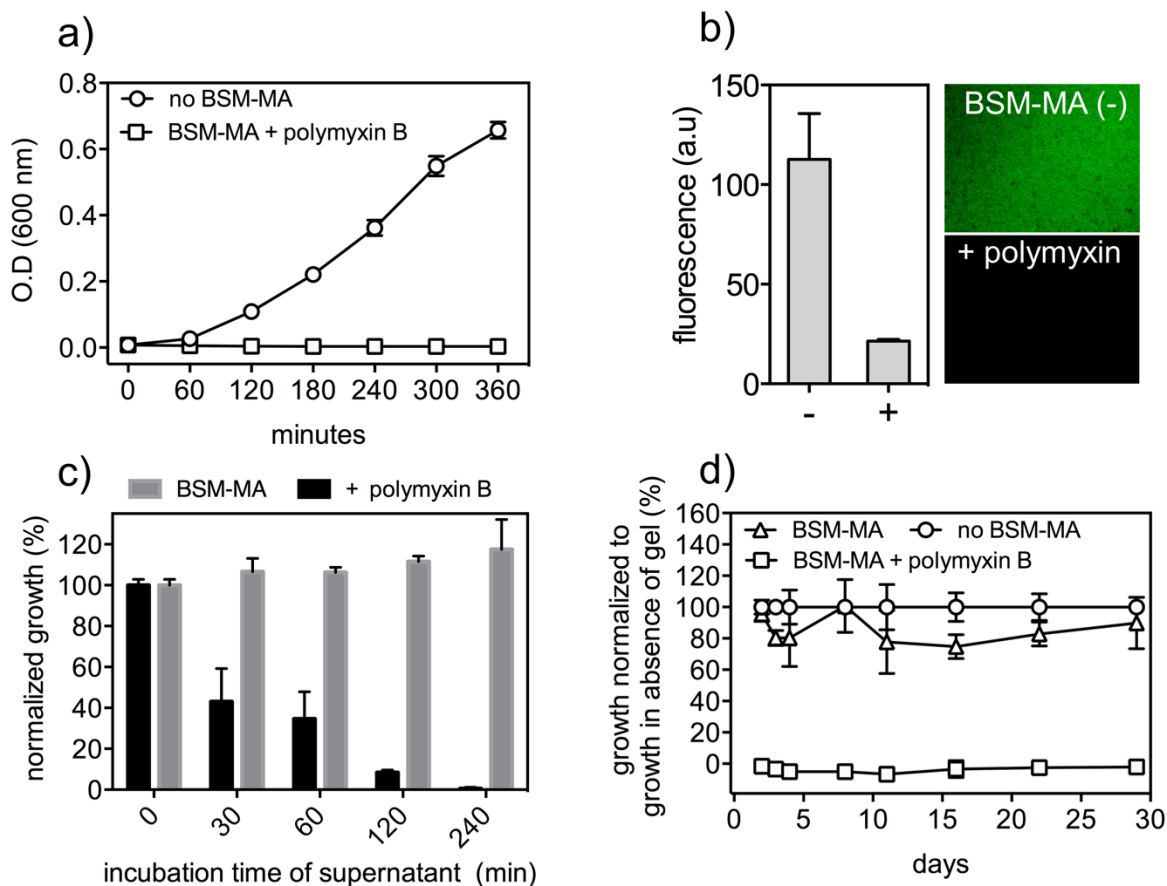 a)
0.8
0.6
0.4
0.2
0.0
O.D (600 nm)
no BSM-MA
BSM-MA + polymyxin B
0 60 120 180 240 300 360
minutes
b)
150
100
50
0
fluorescence (a.u)
- +
BSM-MA (-)
+ polymyxin
c)
BSM-MA + polymyxin B
120
100
80
60
40
20
0
normalized growth (%)
0 30 60 120 240
incubation time of supernatant (min)
d)
160
140
120
100
80
60
40
20
0
growth normalized to
growth in absence of gel (%)
BSM-MA no BSM-MA
BSM-MA + polymyxin B
0 5 10 15 20 25 30
days